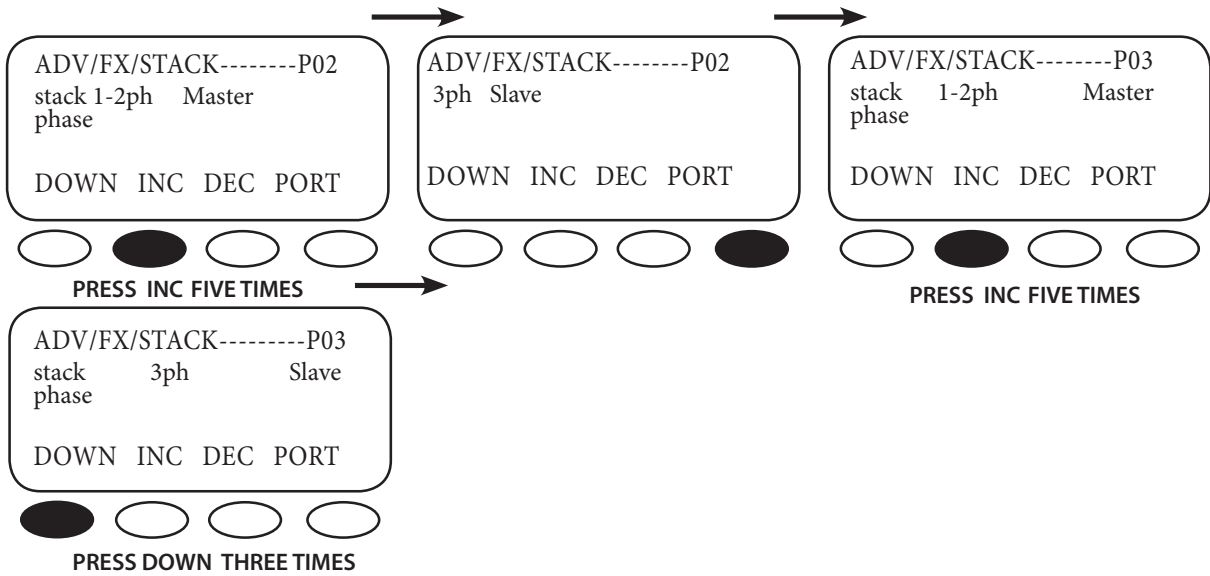 ADV/FX/STACK--------P02
stack 1-2ph Master
phase
DOWN INC DEC PORT
PRESS INC FIVE TIMES
ADV/FX/STACK--------P02
3ph Slave
DOWN INC DEC PORT
ADV/FX/STACK--------P03
stack 1-2ph Master
phase
DOWN INC DEC PORT
PRESS INC FIVE TIMES
ADV/FX/STACK---------P03
stack 3ph Slave
phase
DOWN INC DEC PORT
PRESS DOWN THREE TIMES